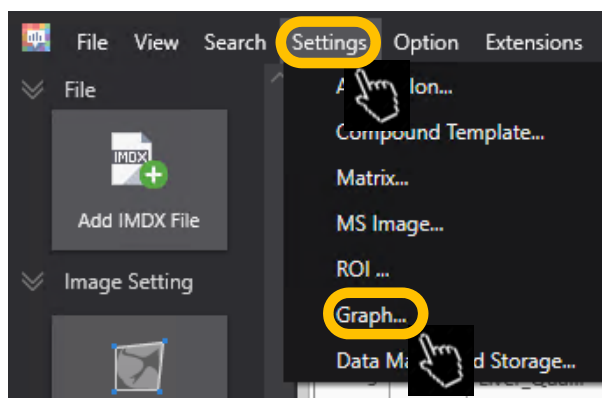 File View Search Settings Option Extensions
File
IMDX
Add IMDX File
Image Setting
Compound Template...
Matrix...
MS Image...
ROI ...
Graph...
Data Storage...